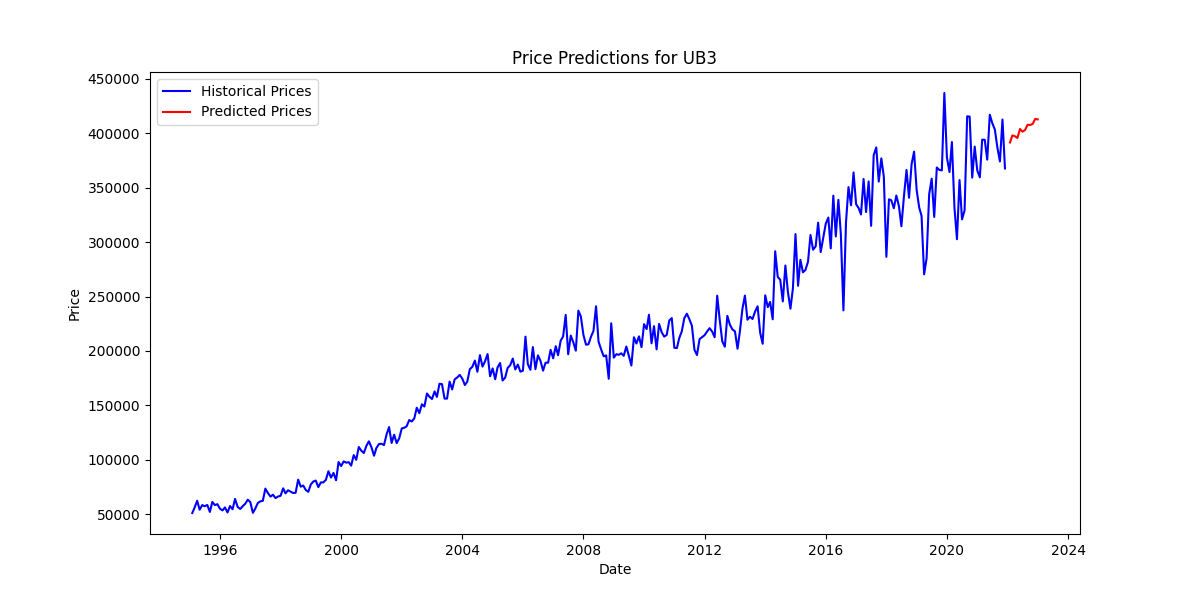 Price Predictions for UB3
450000
400000
350000
300000
250000
200000
150000
100000
50000
Price
Historical Prices
Predicted Prices
1996 2000 2004 2008 2012 2016 2020 2024
Date